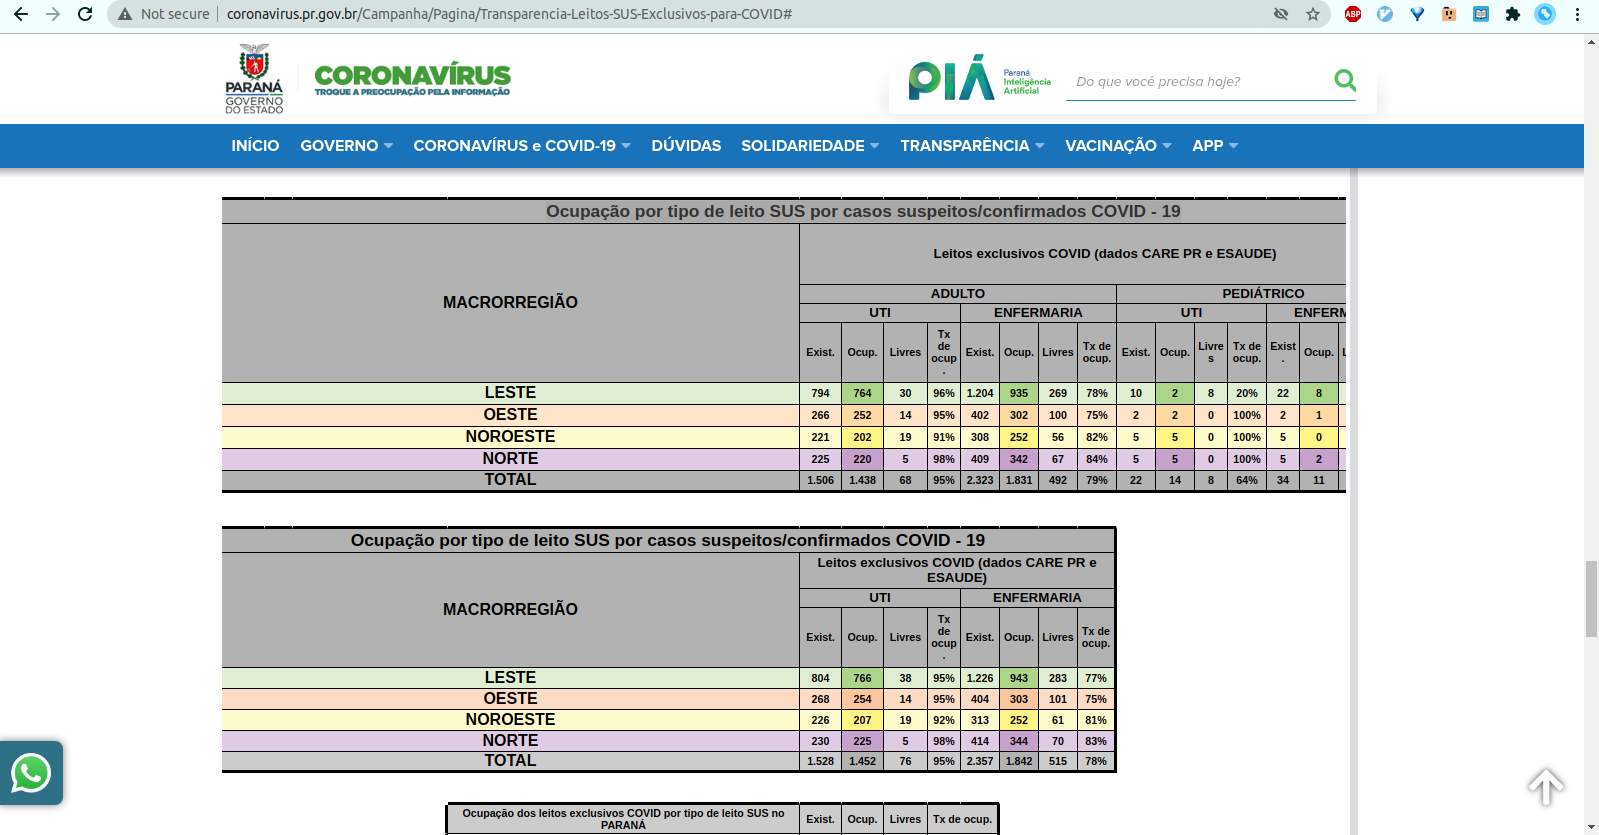 Not secure | coronavirus.pr.gov.br/Campanha/Pagina/Transparencia-Leitos-SUS-Exclusivos-para-COVID#
ABP
PARANÁ
GOVERNO
DO ESTADO
CORONAVÍRUS
TROQUE A PREOCUPAÇÃO PELA INFORMAÇÃO
PIÁ
Paraná
Inteligência
Artificial
Do que você precisa hoje?
INÍCIO GOVERNO CORONAVÍRUS e COVID-19 DÚVIDAS SOLIDARIEDADE TRANSPARÊNCIA VACINAÇÃO APP
Ocupação por tipo de leito SUS por casos suspeitos/confirmados COVID - 19
MACRORREGIÃO
Leitos exclusivos COVID (dados CARE PR e ESAUDE)
ADULTO PEDIÁTRICO
UTI ENFERMARIA UTI ENFERM
Exist. Ocup. Livres Tx de ocup. Exist. Ocup. Livres Tx de ocup. Exist. Ocup. Livres Tx de ocup. Exist. Ocup.
LESTE 794 764 30 96% 1.204 935 269 78% 10 2 8 20% 22 8
OESTE 266 252 14 95% 402 302 100 75% 2 2 0 100% 2 1
NOROESTE 221 202 19 91% 308 252 56 82% 5 5 0 100% 5 0
NORTE 225 220 5 98% 409 342 67 84% 5 5 0 100% 5 2
TOTAL 1.506 1.438 68 95% 2.323 1.831 492 79% 22 14 8 64% 34 11
Ocupação por tipo de leito SUS por casos suspeitos/confirmados COVID - 19
MACRORREGIÃO
Leitos exclusivos COVID (dados CARE PR e
ESAUDE)
UTI ENFERMARIA
Exist. Ocup. Livres Tx de ocup. Exist. Ocup. Livres Tx de ocup.
LESTE 804 766 38 95% 1.226 943 283 77%
OESTE 268 254 14 95% 404 303 101 75%
NOROESTE 226 207 19 92% 313 252 61 81%
NORTE 230 225 5 98% 414 344 70 83%
TOTAL 1.528 1.452 76 95% 2.357 1.842 515 78%
Ocupação dos leitos exclusivos COVID por tipo de leito SUS no
PARANÁ
Exist. Ocup. Livres Tx de ocup.